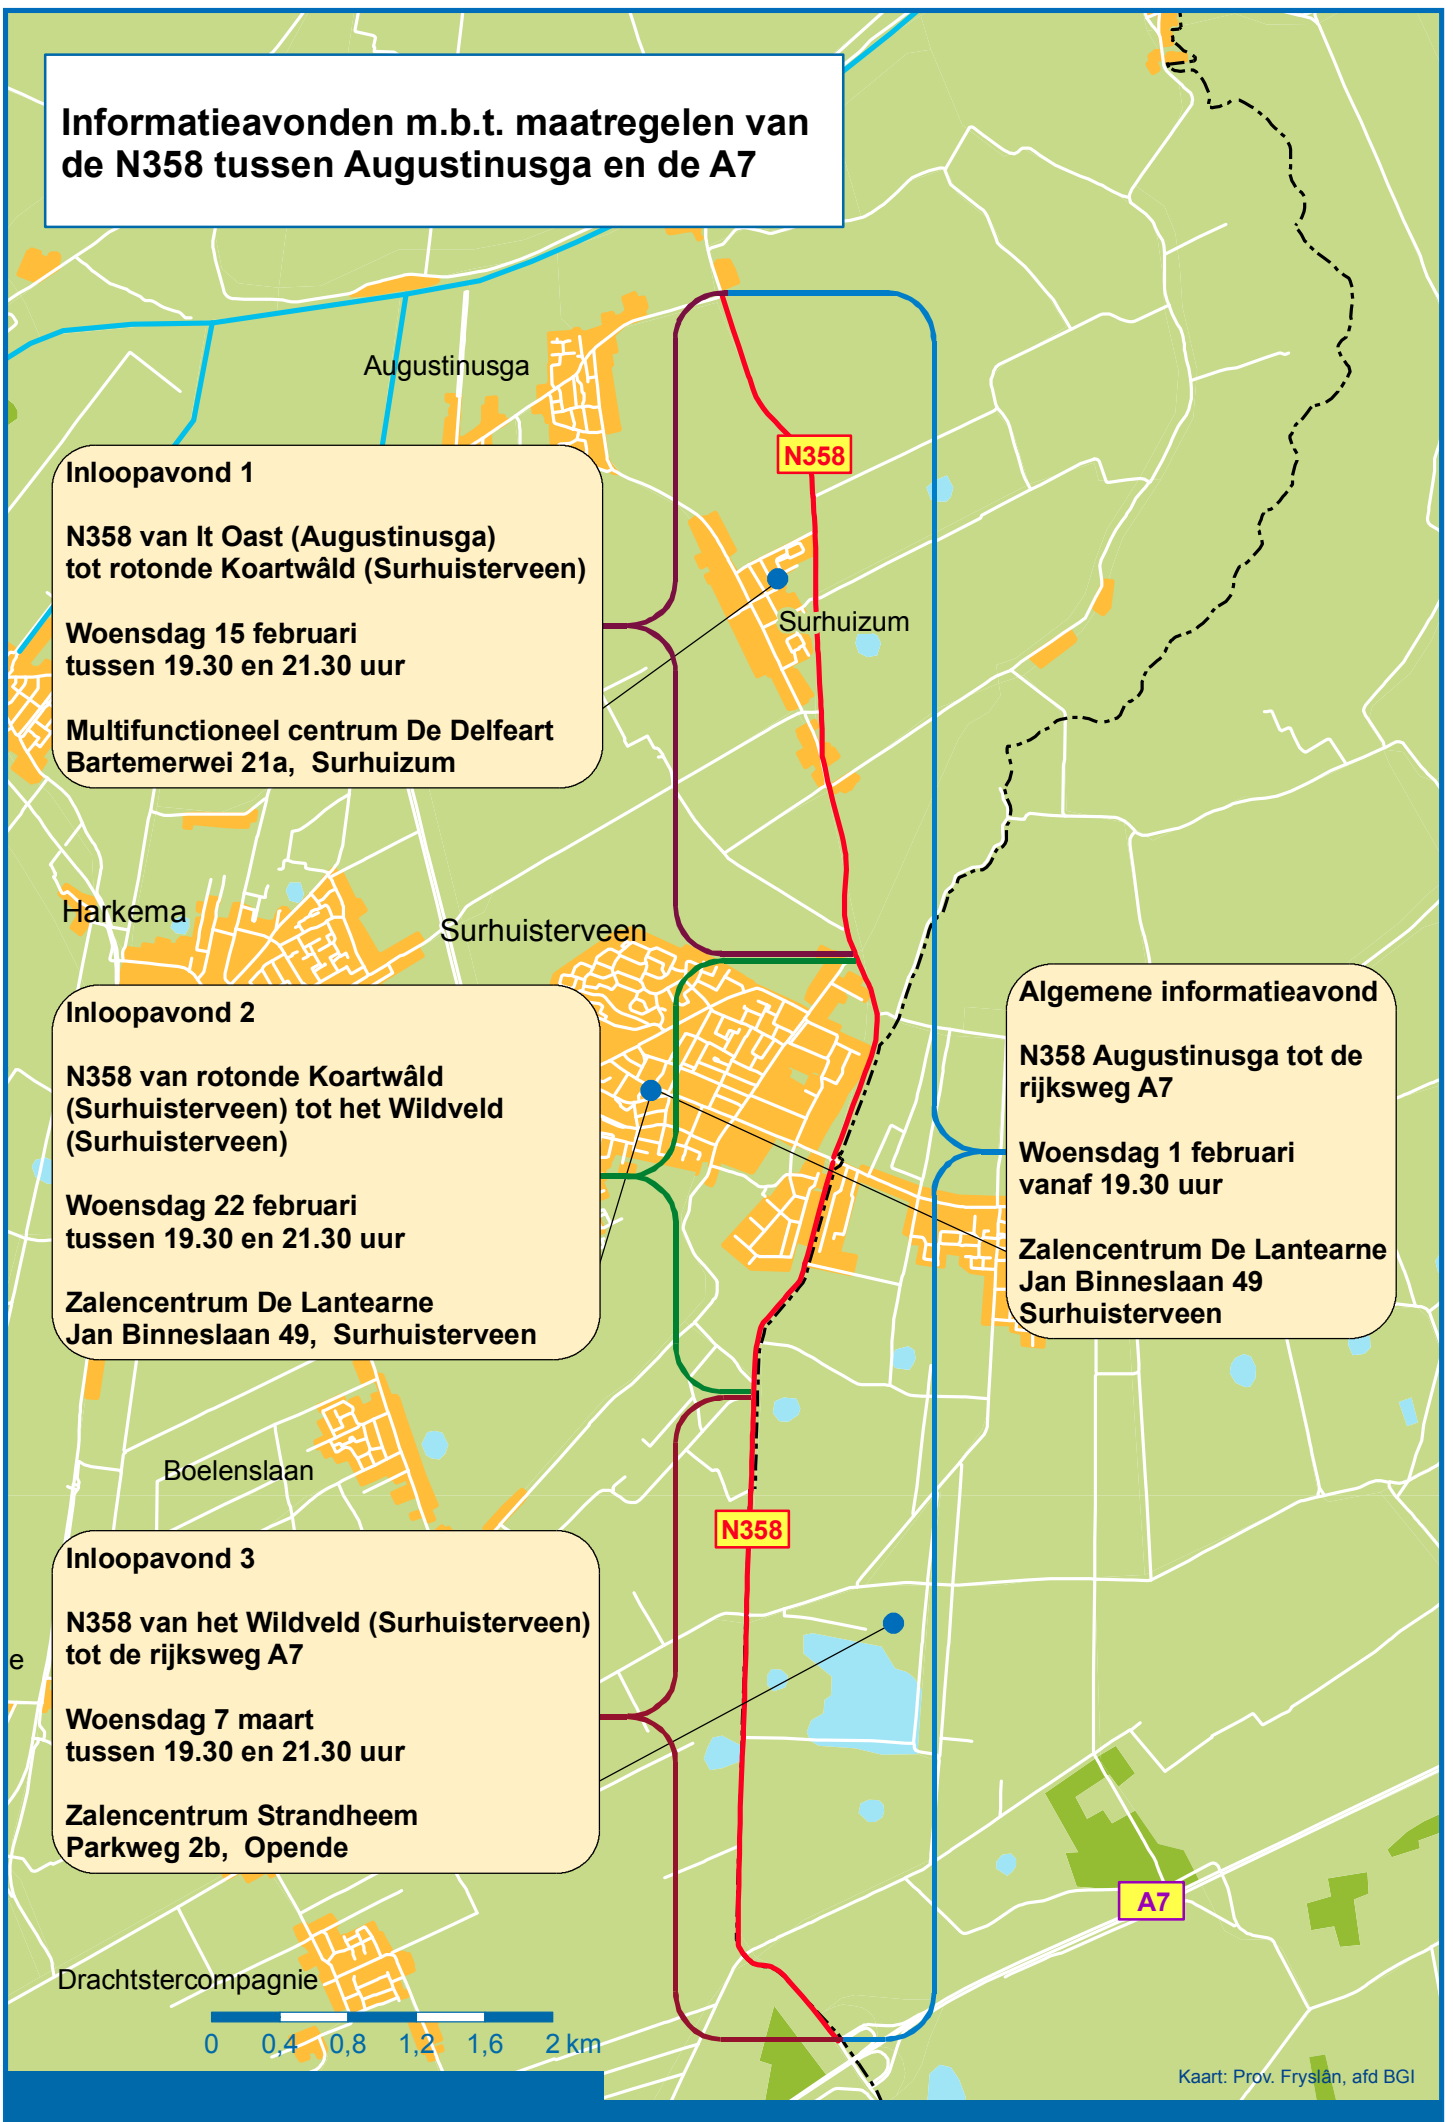 Informatieavonden m.b.t. maatregelen van
de N358 tussen Augustinusga en de A7
Augustinusga
N358
Inloopavond 1
N358 van It Oast (Augustinusga)
tot rotonde Koartwâld (Surhuisterveen)
Woensdag 15 februari
tussen 19.30 en 21.30 uur
Multifunctioneel centrum De Delfeart
Bartemerwei 21a, Surhuizum
Surhuizum
Harkema
Surhuisterveen
Inloopavond 2
N358 van rotonde Koartwâld
(Surhuisterveen) tot het Wildveld
(Surhuisterveen)
Woensdag 22 februari
tussen 19.30 en 21.30 uur
Zalencentrum De Lantearne
Jan Binneslaan 49, Surhuisterveen
Algemene informatieavond
N358 Augustinusga tot de
rijksweg A7
Woensdag 1 februari
vanaf 19.30 uur
Zalencentrum De Lantearne
Jan Binneslaan 49
Surhuisterveen
Boelenslaan
N358
Inloopavond 3
N358 van het Wildveld (Surhuisterveen)
tot de rijksweg A7
Woensdag 7 maart
tussen 19.30 en 21.30 uur
Zalencentrum Strandheem
Parkweg 2b, Opende
e
A7
Drachtstercompagnie
0 0,4 0,8 1,2 1,6 2 km
Kaart: Prov. Fryslân, afd BGI